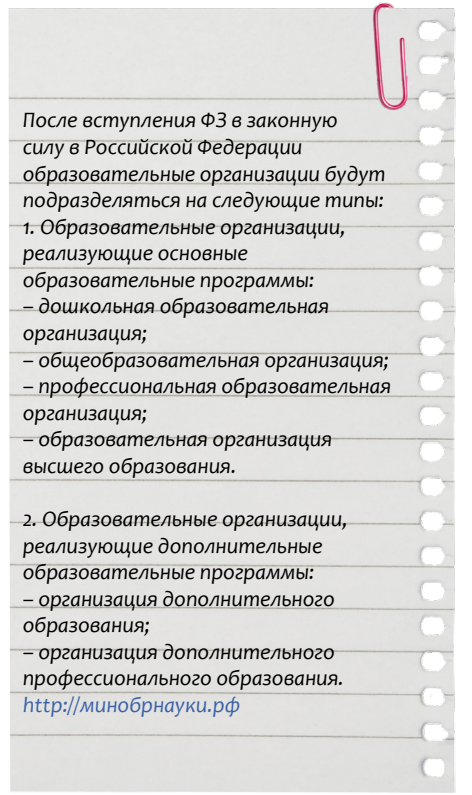 После вступления ФЗ в законную
силу в Российской Федерации
образовательные организации будут
подразделяться на следующие типы:
1. Образовательные организации,
реализующие основные
образовательные программы:
– дошкольная образовательная
организация;
– общеобразовательная организация;
– профессиональная образовательная
организация;
– образовательная организация
высшего образования.
2. Образовательные организации,
реализующие дополнительные
образовательные программы:
– организация дополнительного
образования;
– организация дополнительного
профессионального образования.
http://минобрнауки.рф